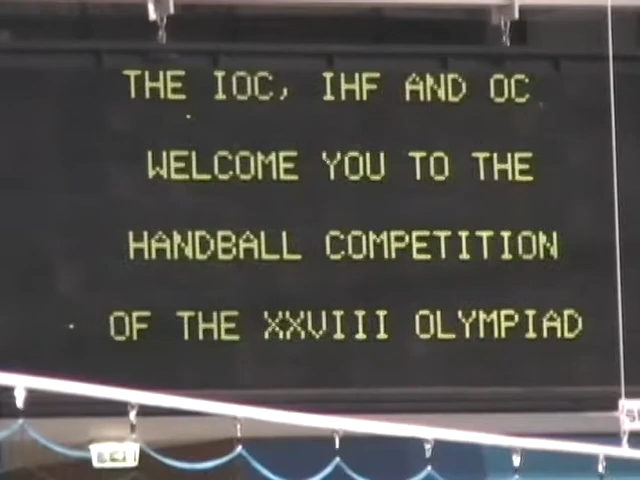 THE IOC, IHF AND OC
WELCOME YOU TO THE
HANDBALL COMPETITION
OF THE XXVIII OLYMPIAD